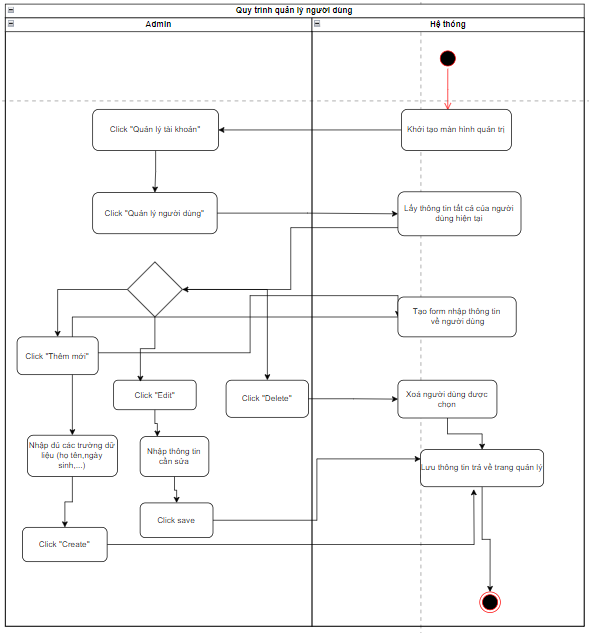 Quy trình quản lý người dùng
Admin
Hệ thóng
Click "Quản lý tài khoản"
Khởi tạo màn hình quản trị
Click "Quản lý người dùng"
Lấy thông tin tất cả của người
dùng hiện tại
Tạo form nhập thông tin
về người dùng
Click "Thêm mới"
Click "Edit"
Click "Delete"
Xoá người dùng được
chọn
Nhập đủ các trường dữ
liệu (họ tên,ngày
sinh,...)
Nhập thông tin
cần sửa
Lưu thông tin trả về trang quản lý
Click save
Click "Create"